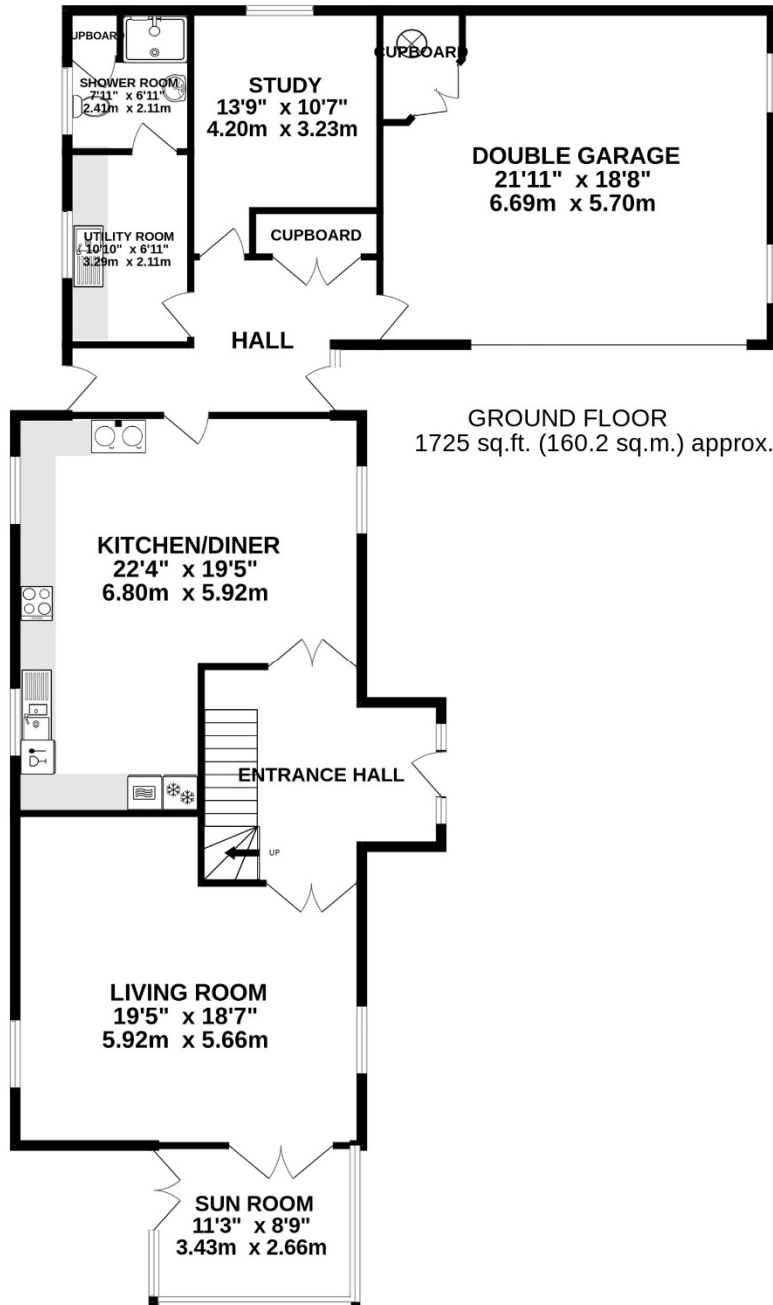 UPBOARD
SHOWER ROOM
7'11" x 6'11"
2.41m x 2.11m
STUDY
13'9" x 10'7"
4.20m x 3.23m
CUPBOARD
DOUBLE GARAGE
21'11" x 18'8"
6.69m x 5.70m
UTILITY ROOM
10'10" x 6'11"
3.29m x 2.11m
CUPBOARD
HALL
GROUND FLOOR
1725 sq.ft. (160.2 sq.m.) approx.
KITCHEN/DINER
22'4" x 19'5"
6.80m x 5.92m
ENTRANCE HALL
UP
LIVING ROOM
19'5" x 18'7"
5.92m x 5.66m
SUN ROOM
11'3" x 8'9"
3.43m x 2.66m